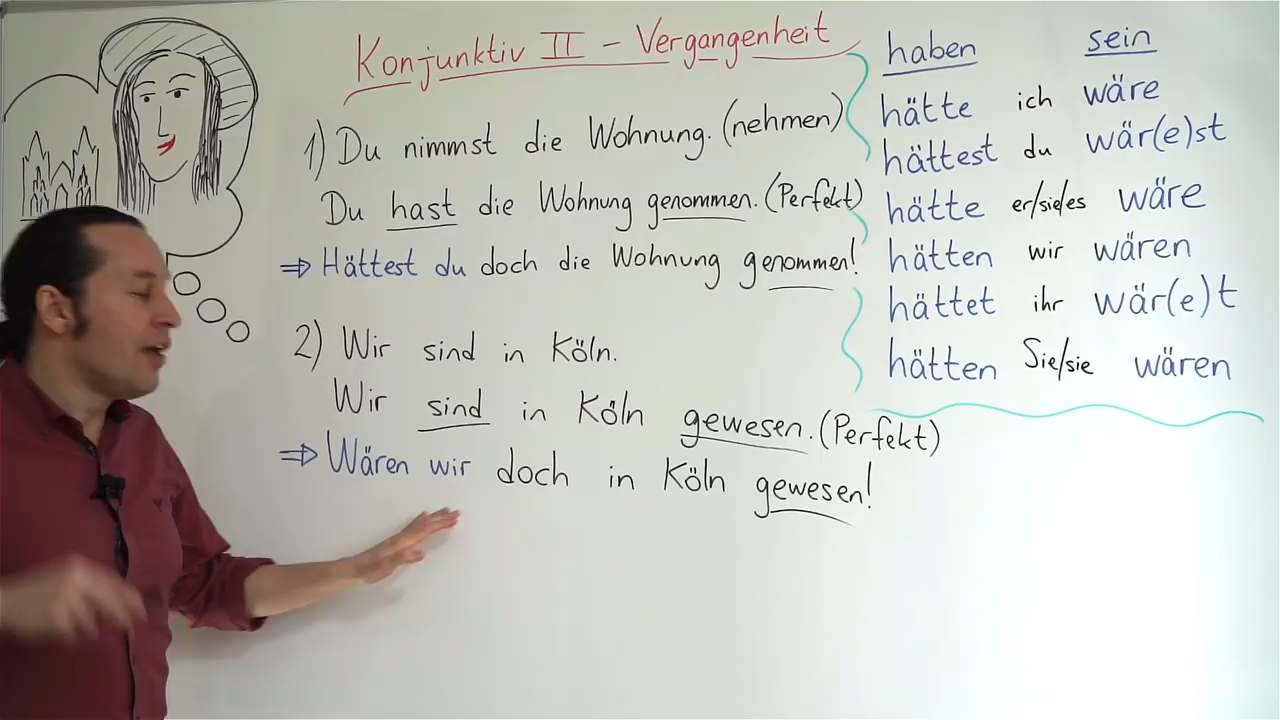 Konjunktiv II - Vergangenheit
1) Du nimmst die Wohnung. (nehmen)
Du hast die Wohnung genommen. (Perfekt)
⇒ Hättest du doch die Wohnung genommen!
2) Wir sind in Köln.
Wir sind in Köln gewesen. (Perfekt)
⇒ Wären wir doch in Köln gewesen!
haben sein
hätte ich wäre
hättest du wär(e)st
hätte er/sie/es wäre
hätten wir wären
hättet ihr wär(e)t
hätten Sie/sie wären